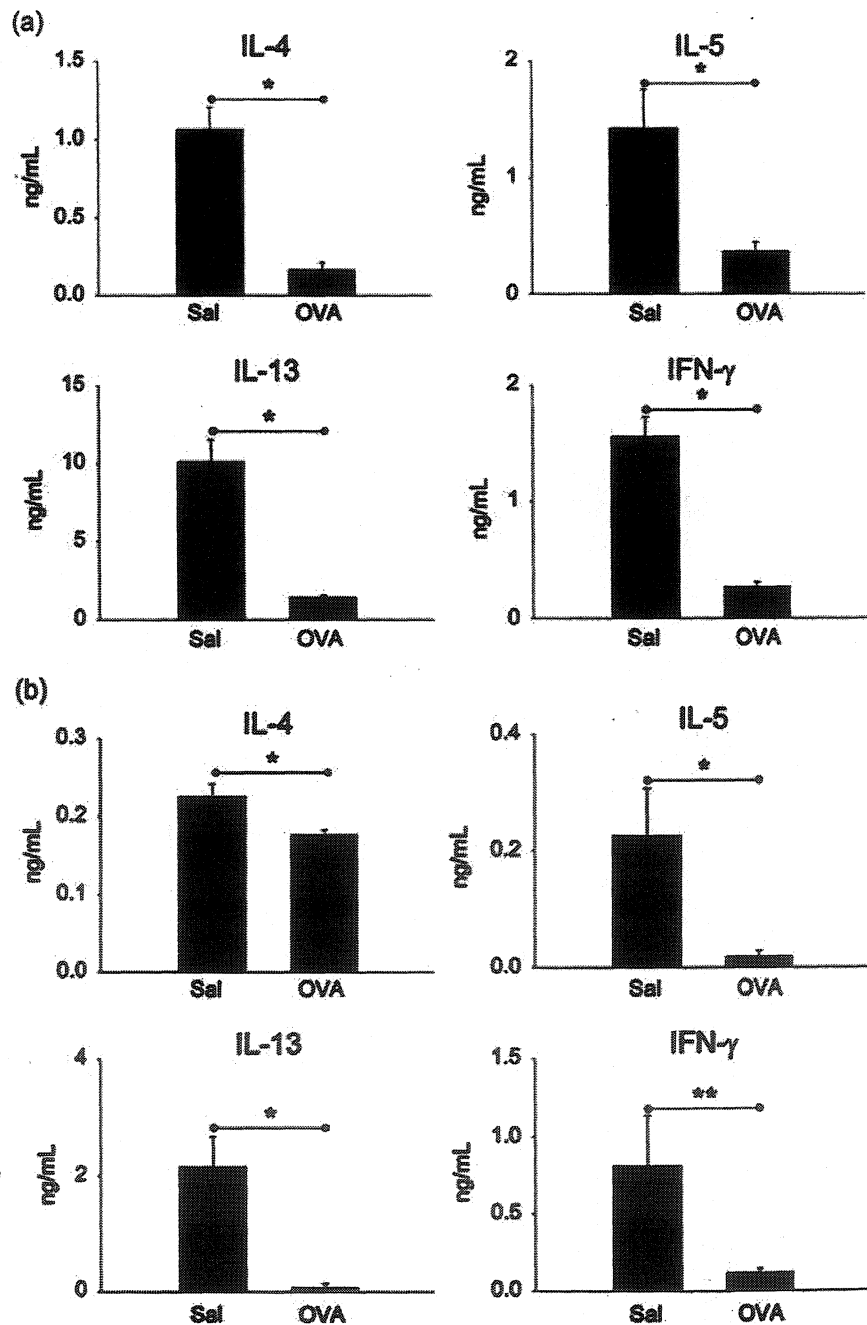 (a)
IL-4
1.5
1.0
0.5
0.0
ng/mL
*
Sal
OVA
IL-5
2
1
0
ng/mL
*
Sal
OVA
IL-13
15
10
5
0
ng/mL
*
Sal
OVA
IFN-γ
2
1
0
ng/mL
*
Sal
OVA
(b)
IL-4
0.3
0.2
0.1
0.0
ng/mL
*
Sal
OVA
IL-5
0.4
0.2
0.0
ng/mL
*
Sal
OVA
IL-13
4
2
0
ng/mL
*
Sal
OVA
IFN-γ
1.5
1.0
0.5
0.0
ng/mL
**
Sal
OVA